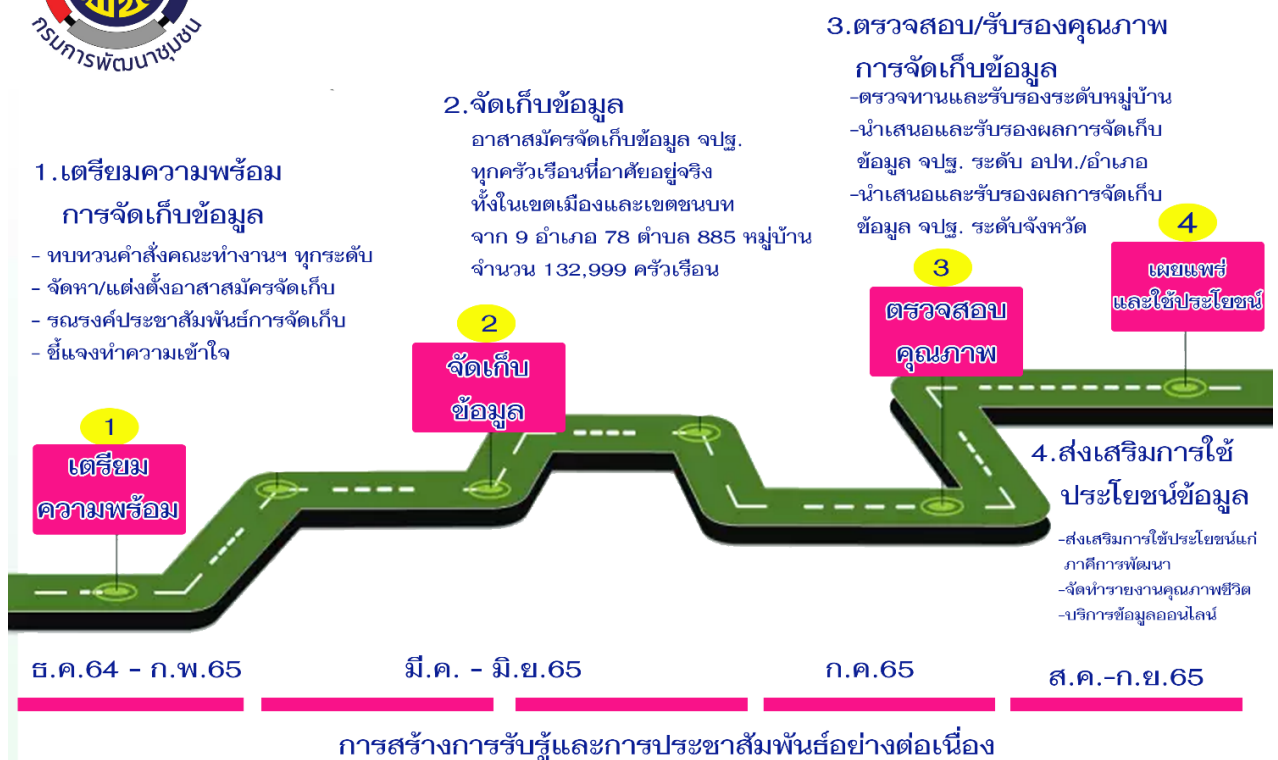 กรมการพัฒนาชุมชน
1.เตรียมความพร้อม
การจัดเก็บข้อมูล
- ทบทวนคำสั่งคณะทำงานฯ ทุกระดับ
- จัดหา/แต่งตั้งอาสาสมัครจัดเก็บ
- รณรงค์ประชาสัมพันธ์การจัดเก็บ
- ชี้แจงทำความเข้าใจ
2.จัดเก็บข้อมูล
อาสาสมัครจัดเก็บข้อมูล จปฐ.
ทุกครัวเรือนที่อาศัยอยู่จริง
ทั้งในเขตเมืองและเขตชนบท
จาก 9 อำเภอ 78 ตำบล 885 หมู่บ้าน
จำนวน 132,999 ครัวเรือน
3.ตรวจสอบ/รับรองคุณภาพ
การจัดเก็บข้อมูล
-ตรวจทานและรับรองระดับหมู่บ้าน
-นำเสนอและรับรองผลการจัดเก็บ
ข้อมูล จปฐ. ระดับ อปท./อำเภอ
-นำเสนอและรับรองผลการจัดเก็บ
ข้อมูล จปฐ. ระดับจังหวัด
1
เตรียม
ความพร้อม
2
จัดเก็บ
ข้อมูล
3
ตรวจสอบ
คุณภาพ
4
เผยแพร่
และใช้ประโยชน์
4.ส่งเสริมการใช้
ประโยชน์ข้อมูล
-ส่งเสริมการใช้ประโยชน์แก่
ภาคีการพัฒนา
-จัดทำรายงานคุณภาพชีวิต
-บริการข้อมูลออนไลน์
ธ.ค.64 - ก.พ.65
มี.ค. - มิ.ย.65
ก.ค.65
ส.ค.-ก.ย.65
การสร้างการรับรู้และการประชาสัมพันธ์อย่างต่อเนื่อง